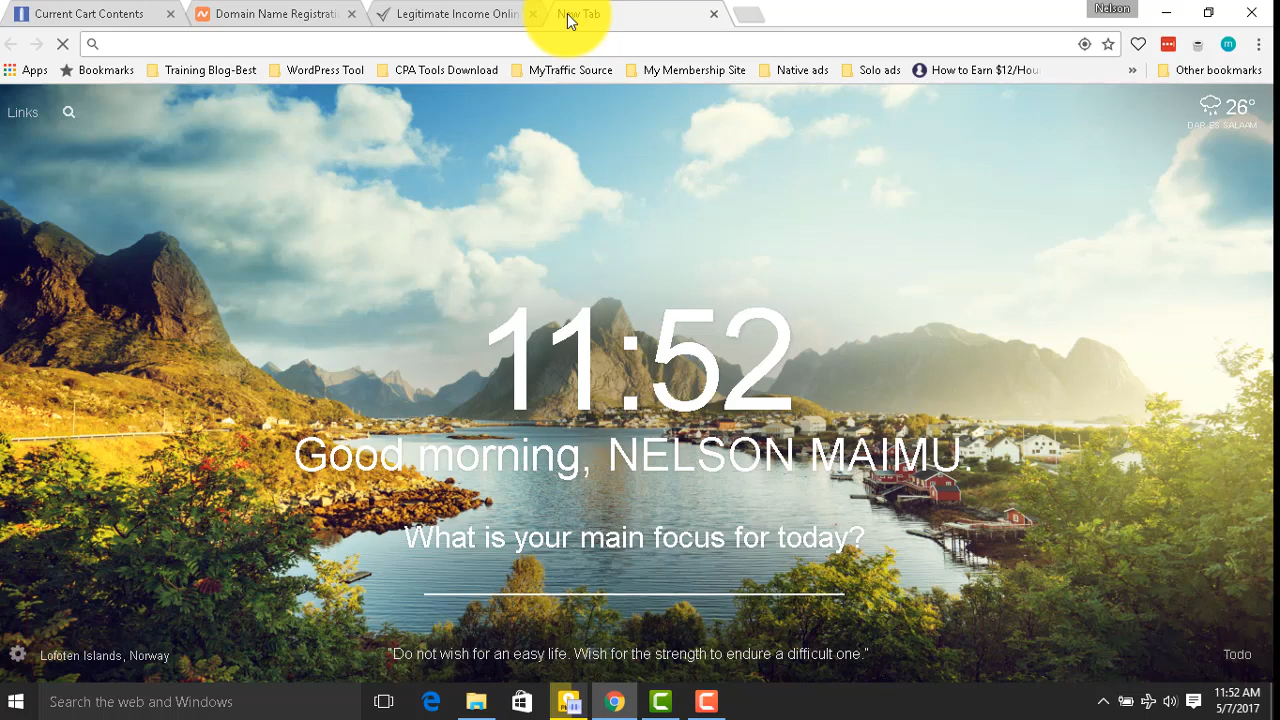 Current Cart Contents
Domain Name Registrati
Legitimate Income Onlin
New Tab
Nelson
Apps
Bookmarks
Training Blog-Best
WordPress Tool
CPA Tools Download
MyTraffic Source
My Membership Site
Native ads
Solo ads
How to Earn $12/Hou
»
Other bookmarks
Links
26°
DAR ES SALAAM
11:52
Good morning, NELSON MAIMU.
What is your main focus for today?
Lofoten Islands, Norway
"Do not wish for an easy life. Wish for the strength to endure a difficult one."
Todo
Search the web and Windows
11:52 AM
5/7/2017